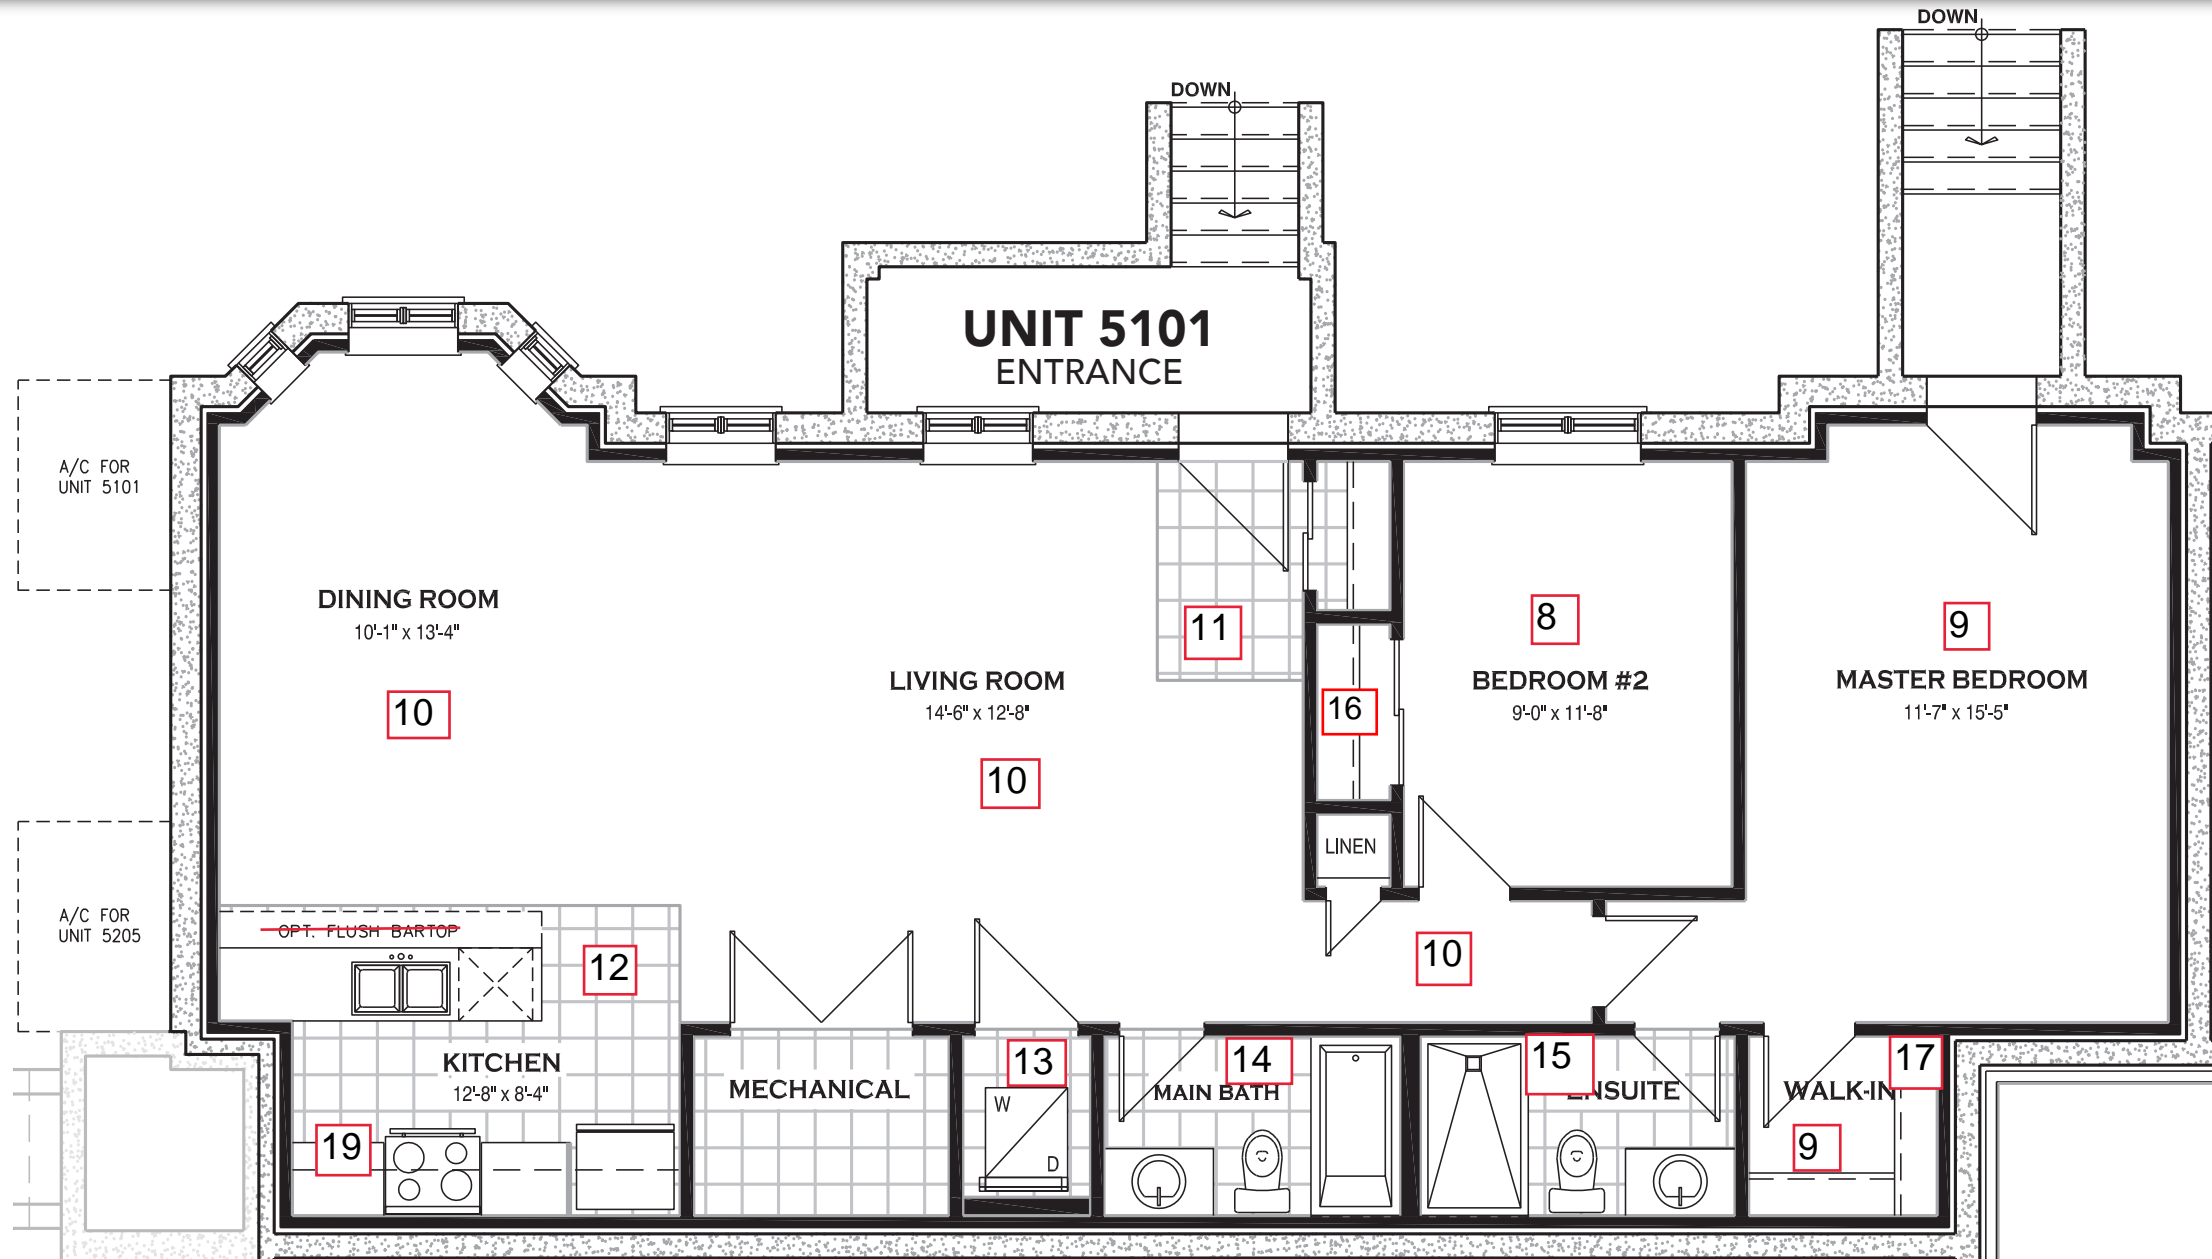 DOWN
DOWN
UNIT 5101
ENTRANCE
A/C FOR
UNIT 5101
DINING ROOM
10'-1" x 13'-4"
10
LIVING ROOM
14'-6" x 12'-8"
10
11
16
8
BEDROOM #2
9'-0" x 11'-8"
9
MASTER BEDROOM
11'-7" x 15'-5"
LINEN
A/C FOR
UNIT 5205
OPT. FLUSH BARTOP
12
10
KITCHEN
12'-8" x 8'-4"
19
MECHANICAL
13
W
D
14
MAIN BATH
15
ENSUITE
17
WALK-IN
9